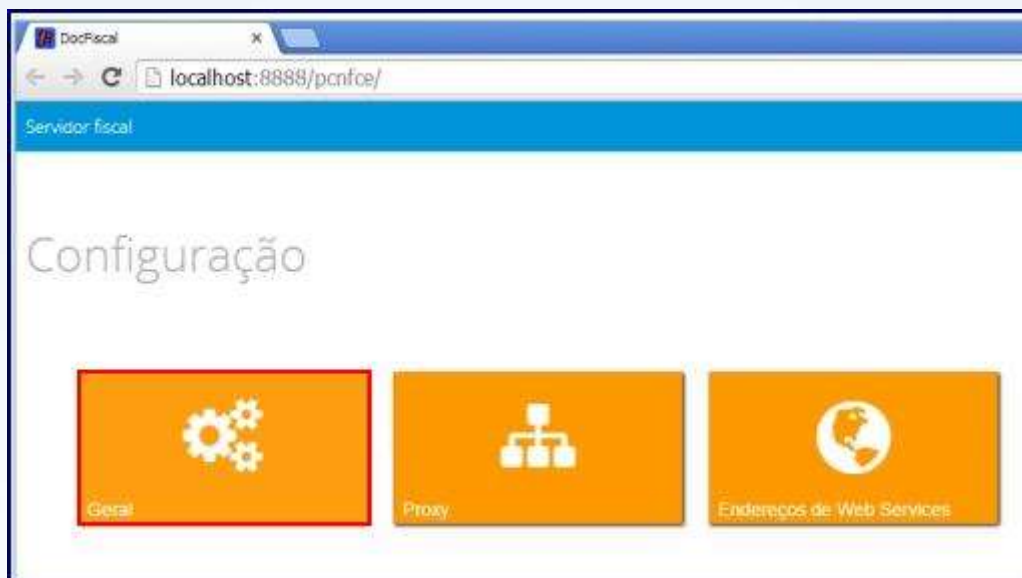 DocFiscal
localhost:8888/pcnfce/
Servidor fiscal
Configuração
Geral
Proxy
Endereços de Web Services